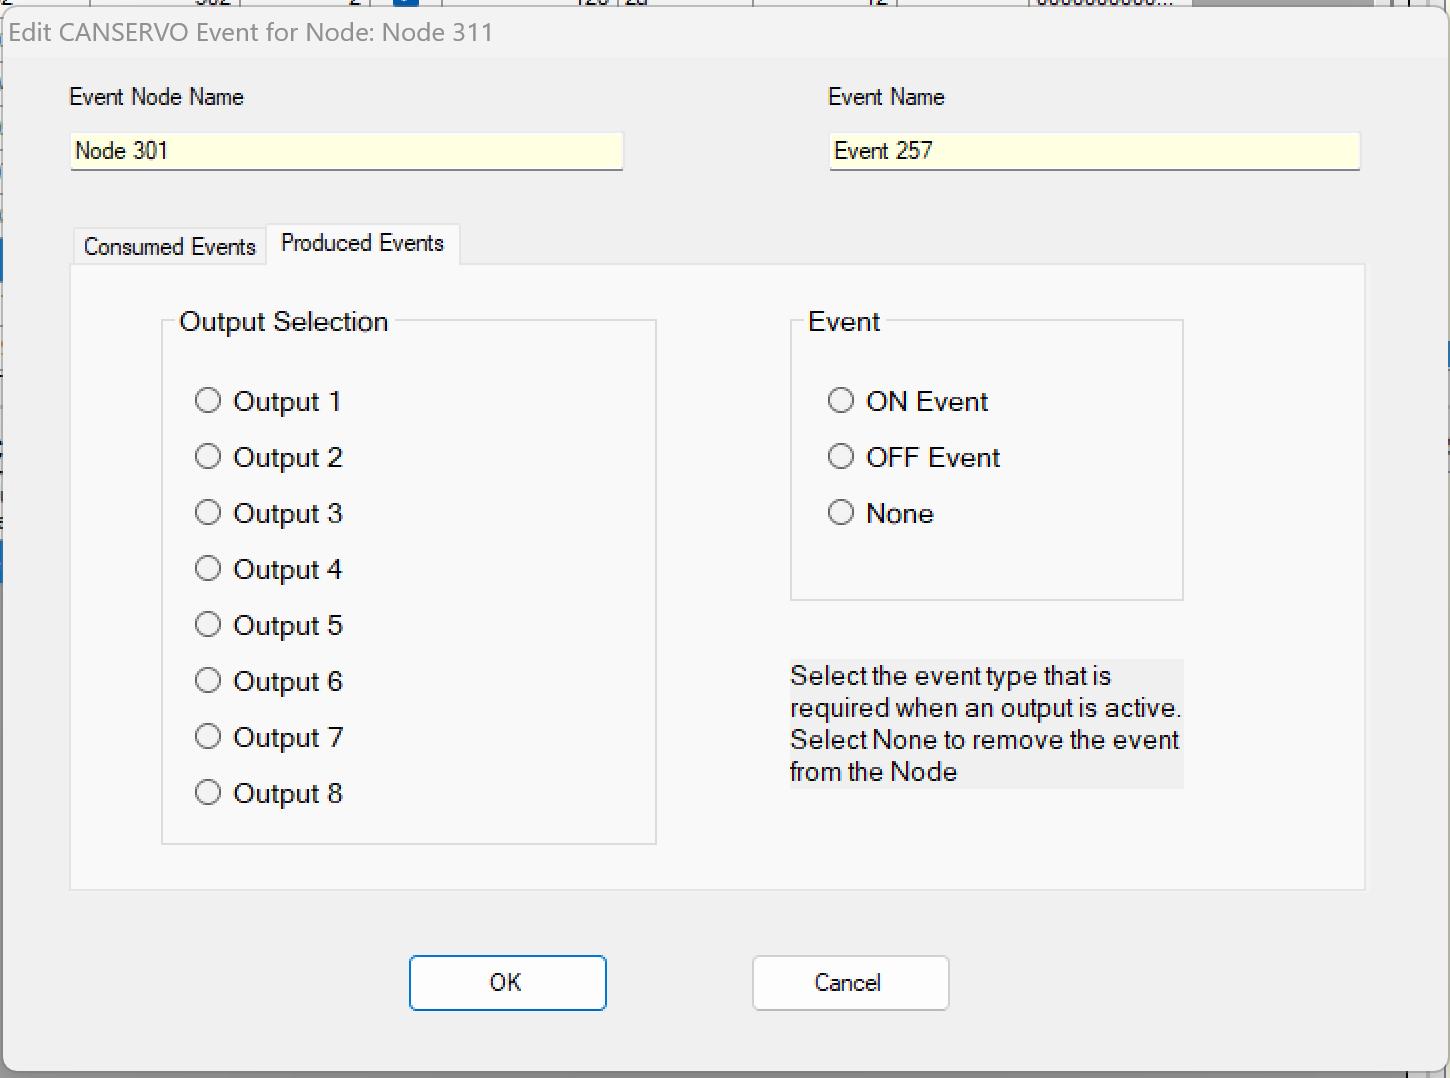 Edit CANSERVO Event for Node: Node 311
Event Node Name
Event Name
Node 301
Event 257
Consumed Events
Produced Events
Output Selection
Output 1
Output 2
Output 3
Output 4
Output 5
Output 6
Output 7
Output 8
Event
ON Event
OFF Event
None
Select the event type that is
required when an output is active.
Select None to remove the event
from the Node
OK
Cancel